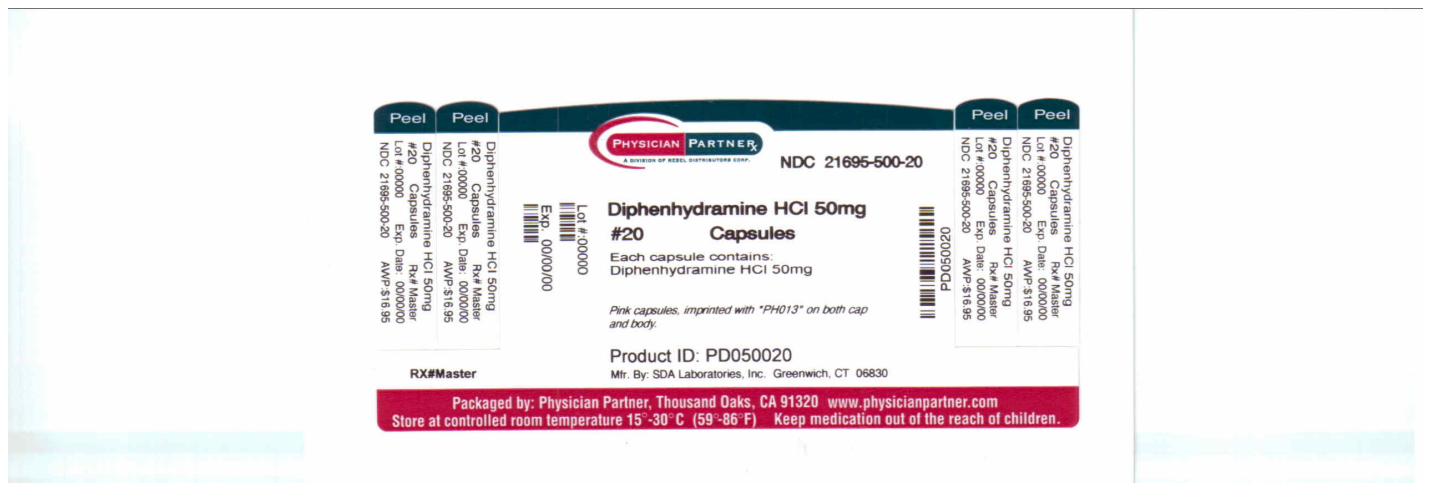 Peel
Diphenhydramine HCl 50mg
#20 Capsules Rx# Master
Lot #:00000 Exp. Date: 00/00/00
NDC 21695-500-20 AWP:$16.95
Peel
Diphenhydramine HCl 50mg
#20 Capsules Rx# Master
Lot #:00000 Exp. Date: 00/00/00
NDC 21695-500-20 AWP:$16.95
RX#Master
PHYSICIAN PARTNERx
A DIVISION OF REBEL DISTRIBUTORS CORP.
NDC 21695-500-20
Lot #:00000
Exp. 00/00/00
Diphenhydramine HCl 50mg
#20 Capsules
Each capsule contains:
Diphenhydramine HCl 50mg
Pink capsules, imprinted with "PH013" on both cap
and body.
Product ID: PD050020
Mfr. By: SDA Laboratories, Inc. Greenwich, CT 06830
PD050020
Peel
Diphenhydramine HCl 50mg
#20 Capsules Rx# Master
Lot #:00000 Exp. Date: 00/00/00
NDC 21695-500-20 AWP:$16.95
Peel
Diphenhydramine HCl 50mg
#20 Capsules Rx# Master
Lot #:00000 Exp. Date: 00/00/00
NDC 21695-500-20 AWP:$16.95
Packaged by: Physician Partner, Thousand Oaks, CA 91320 www.physicianpartner.com
Store at controlled room temperature 15°-30°C (59°-86°F) Keep medication out of the reach of children.